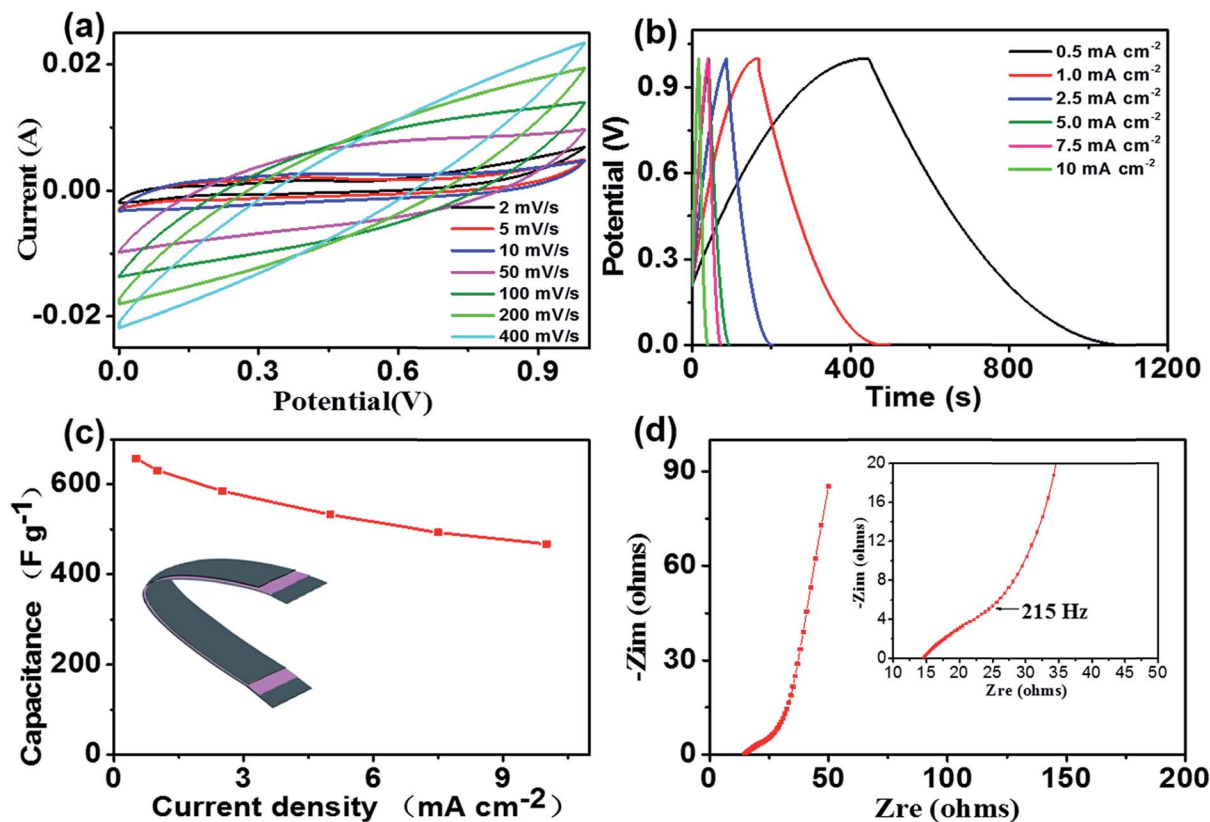 (a)
Current (A)
0.02
0.00
-0.02
2 mV/s
5 mV/s
10 mV/s
50 mV/s
100 mV/s
200 mV/s
400 mV/s
0.0 0.3 0.6 0.9
Potential(V)
(b)
Potential (V)
0.9
0.6
0.3
0.0
0.5 mA cm-2
1.0 mA cm-2
2.5 mA cm-2
5.0 mA cm-2
7.5 mA cm-2
10 mA cm-2
0 400 800 1200
Time (s)
(c)
Capacitance（F g-1）
600
400
200
0
0 3 6 9
Current density （mA cm-2）
(d)
-Zim (ohms)
90
60
30
0
0 50 100 150 200
Zre (ohms)
-Zim (ohms)
20
16
12
8
4
0
215 Hz
10 15 20 25 30 35 40 45 50
Zre (ohms)